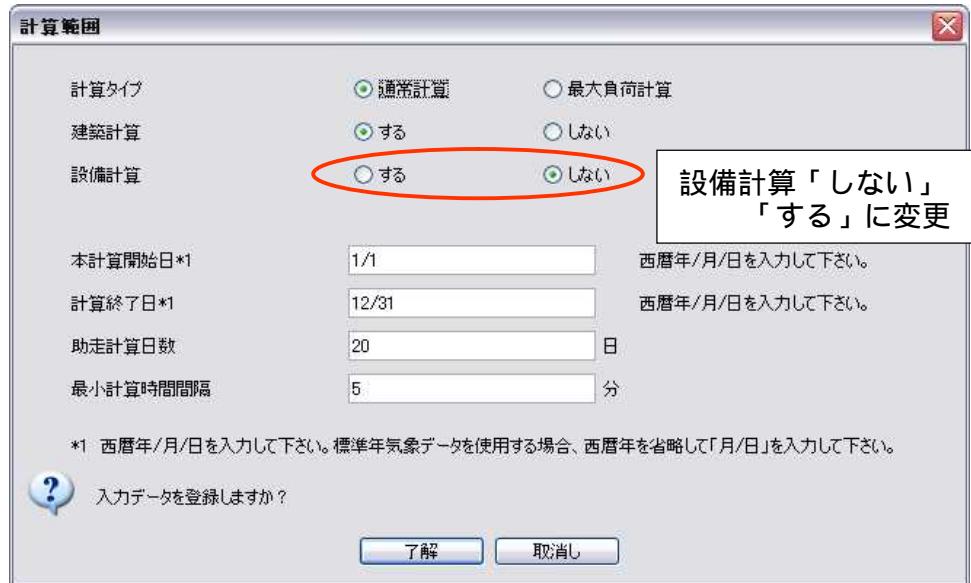 計算範囲
計算タイプ 通常計算 最大負荷計算
建築計算 する しない
設備計算 する しない
設備計算「しない」
「する」に変更
本計算開始日*1 1/1 西暦年/月/日を入力して下さい。
計算終了日*1 12/31 西暦年/月/日を入力して下さい。
助走計算日数 20 日
最小計算時間間隔 5 分
*1 西暦年/月/日を入力して下さい。標準年気象データを使用する場合、西暦年を省略して「月/日」を入力して下さい。
入力データを登録しますか?
了解 取消し